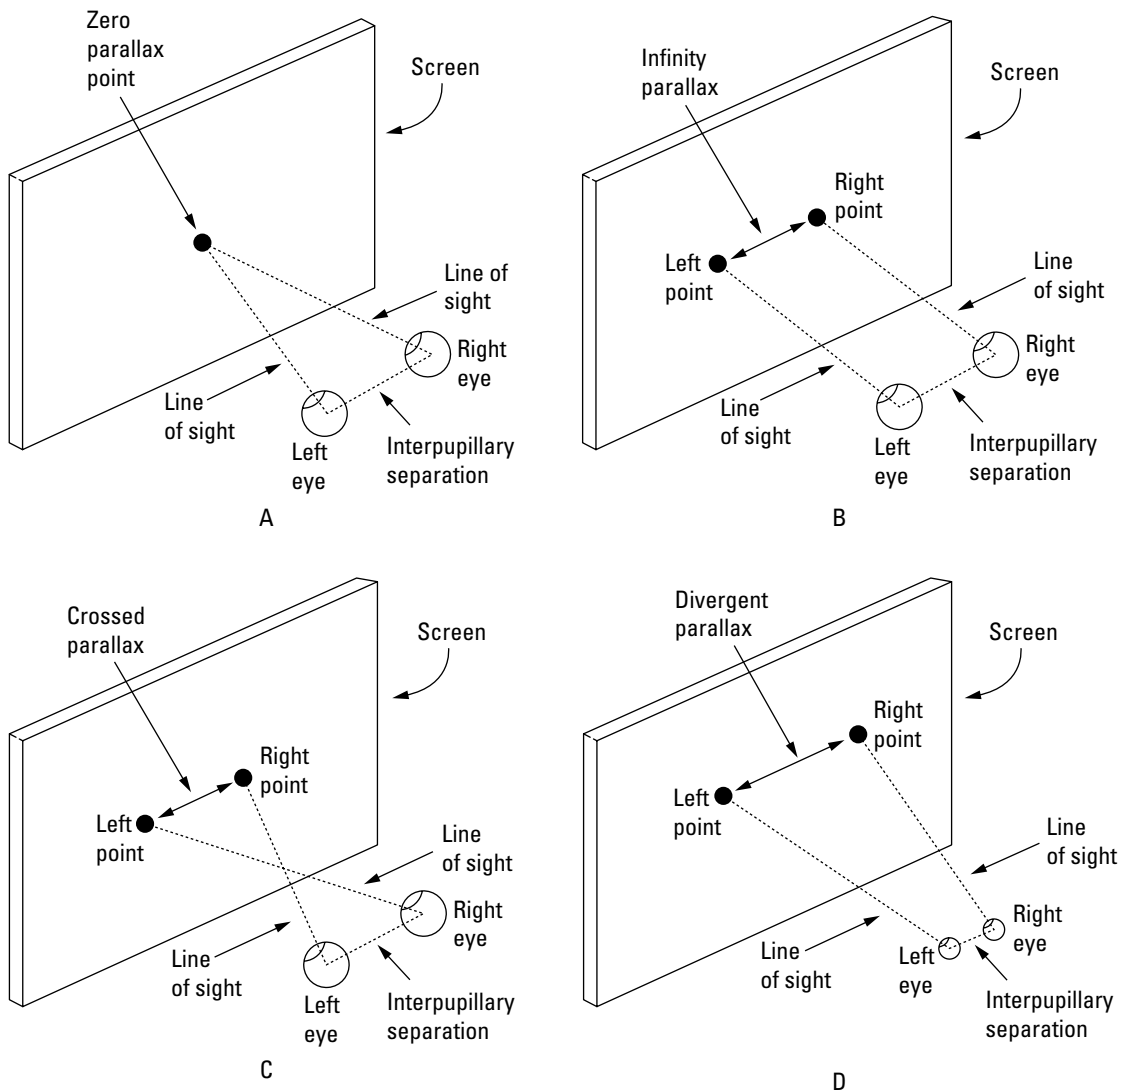 Zero
parallax
point
Screen
Line of
sight
Right
eye
Line
of sight
Left
eye
Interpupillary
separation
A
Infinity
parallax
Screen
Right
point
Left
point
Line
of sight
Right
eye
Line
of sight
Left
eye
Interpupillary
separation
B
Crossed
parallax
Screen
Right
point
Left
point
Line
of sight
Right
eye
Line
of sight
Left
eye
Interpupillary
separation
C
Divergent
parallax
Screen
Right
point
Left
point
Line
of sight
Right
eye
Line
of sight
Left
eye
Interpupillary
separation
D